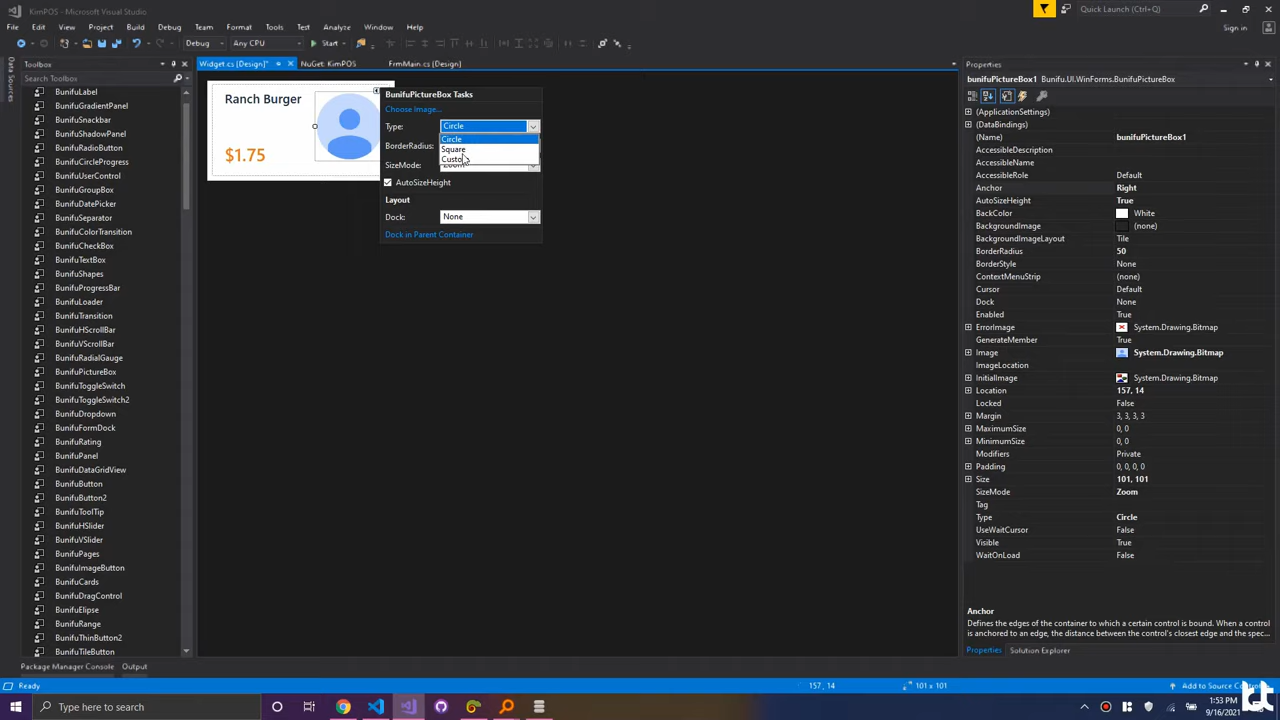 KimPOS - Microsoft Visual Studio
Quick Launch (Ctrl+Q)
File Edit View Project Build Debug Team Format Tools Test Analyze Window Help
Sign in
Debug Any CPU Start
Data Sources
Toolbox
Search Toolbox
BunifuLabel
BunifuGradientPanel
BunifuSnackbar
BunifuShadowPanel
BunifuCircleProgress
BunifuUserControl
BunifuGroupBox
BunifuDatePicker
BunifuSeparator
BunifuColorTransition
BunifuCheckBox
BunifuTextBox
BunifuShapes
BunifuProgressBar
BunifuLoader
BunifuTransition
BunifuHScrollBar
BunifuVScrollBar
BunifuRadialGauge
BunifuPictureBox
BunifuToggleSwitch
BunifuToggleSwitch2
BunifuDropdown
BunifuFormDock
BunifuRating
BunifuPanel
BunifuDataGridView
BunifuButton
BunifuButton2
BunifuToolTip
BunifuHSlider
BunifuVSlider
BunifuPages
BunifuImageButton
BunifuCards
BunifuDragControl
BunifuElipse
BunifuRange
BunifuThinButton2
BunifuTileButton
Package Manager Console Output
Widget.cs [Design]* NuGet: KimPOS FrmMain.cs [Design]
Ranch Burger
$1.75
BunifuPictureBox Tasks
Choose Image...
Type: Circle
Circle
Square
BorderRadius:
SizeMode: Zoom
AutoSizeHeight
Layout
Dock: None
Dock in Parent Container
Properties
bunifuPictureBox1 Bunifu.UI.WinForms.BunifuPictureBox
(ApplicationSettings)
(DataBindings)
(Name) bunifuPictureBox1
AccessibleDescription
AccessibleName
AccessibleRole Default
Anchor Right
AutoSizeHeight True
BackColor White
BackgroundImage (none)
BackgroundImageLayout Tile
BorderRadius 50
BorderStyle None
ContextMenuStrip (none)
Cursor Default
Dock None
Enabled True
ErrorImage System.Drawing.Bitmap
GenerateMember True
Image System.Drawing.Bitmap
ImageLocation
InitialImage System.Drawing.Bitmap
Location 157, 14
Locked False
Margin 3, 3, 3, 3
MaximumSize 0, 0
MinimumSize 0, 0
Modifiers Private
Padding 0, 0, 0, 0
Size 101, 101
SizeMode Zoom
Tag
Type Circle
UseWaitCursor False
Visible True
WaitOnLoad False
Anchor
Defines the edges of the container to which a certain control is bound. When a control
is anchored to an edge, the distance between the control's closest edge and the spec...
Properties Solution Explorer
Ready 157 , 14 101 x 101 Add to Source
Type here to search
1:53 PM
9/16/2021
ut